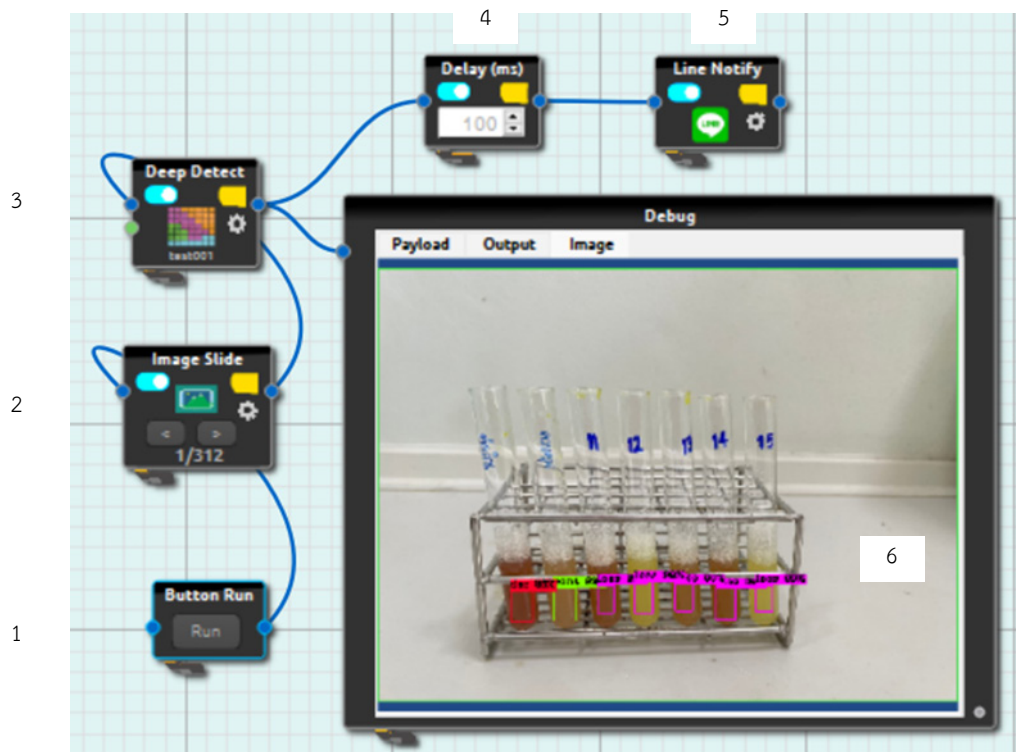 4
5
Delay (ms)
100
Line Notify
LINE
3
Deep Detect
test001
Debug
Payload Output Image
2
Image Slide
< >
1/312
11 12 13 14 15
6
1
Button Run
Run